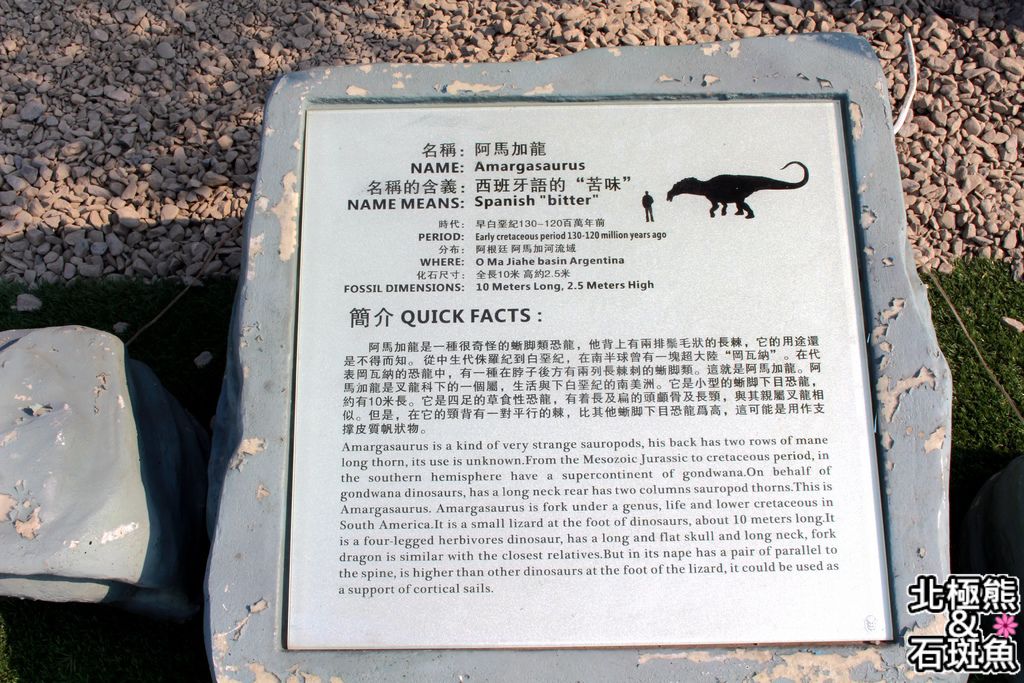 名稱: 阿馬加龍
NAME: Amargasaurus
名稱的含義: 西班牙語的“苦味”
NAME MEANS: Spanish "bitter"
時代: 早白堊紀130-120百萬年前
PERIOD: Early cretaceous period 130-120 million years ago
分布: 阿根廷 阿馬加河流域
WHERE: O Ma Jiahe basin Argentina
化石尺寸: 全長10米 高約2.5米
FOSSIL DIMENSIONS: 10 Meters Long, 2.5 Meters High
簡介 QUICK FACTS :
阿馬加龍是一種很奇怪的蜥脚類恐龍，他背上有兩排鬃毛狀的長棘，它的用途還
是不得而知。 從中生代侏羅紀到白堊紀，在南半球曾有一塊超大陸“岡瓦納”。在代
表岡瓦納的恐龍中，有一種在脖子後方有兩列長棘刺的蜥脚類。這就是阿馬加龍。阿
馬加龍是叉龍科下的一個屬，生活與下白堊紀的南美洲。它是小型的蜥脚下目恐龍，
約有10米長。它是四足的草食性恐龍，有着長及扁的頭顱骨及長頸，與其親屬叉龍相
似。但是，在它的頸背有一對平行的棘，比其他蜥脚下目恐龍爲高，這可能是用作支
撑皮質帆狀物。
Amargasaurus is a kind of very strange sauropods, his back has two rows of mane
long thorn, its use is unknown.From the Mesozoic Jurassic to cretaceous period, in
the southern hemisphere have a supercontinent of gondwana.On behalf of
gondwana dinosaurs, has a long neck rear has two columns sauropod thorns.This is
Amargasaurus. Amargasaurus is fork under a genus, life and lower cretaceous in
South America.It is a small lizard at the foot of dinosaurs, about 10 meters long.It
is a four-legged herbivores dinosaur, has a long and flat skull and long neck, fork
dragon is similar with the closest relatives.But in its nape has a pair of parallel to
the spine, is higher than other dinosaurs at the foot of the lizard, it could be used as
a support of cortical sails.
北極熊
&
石斑魚